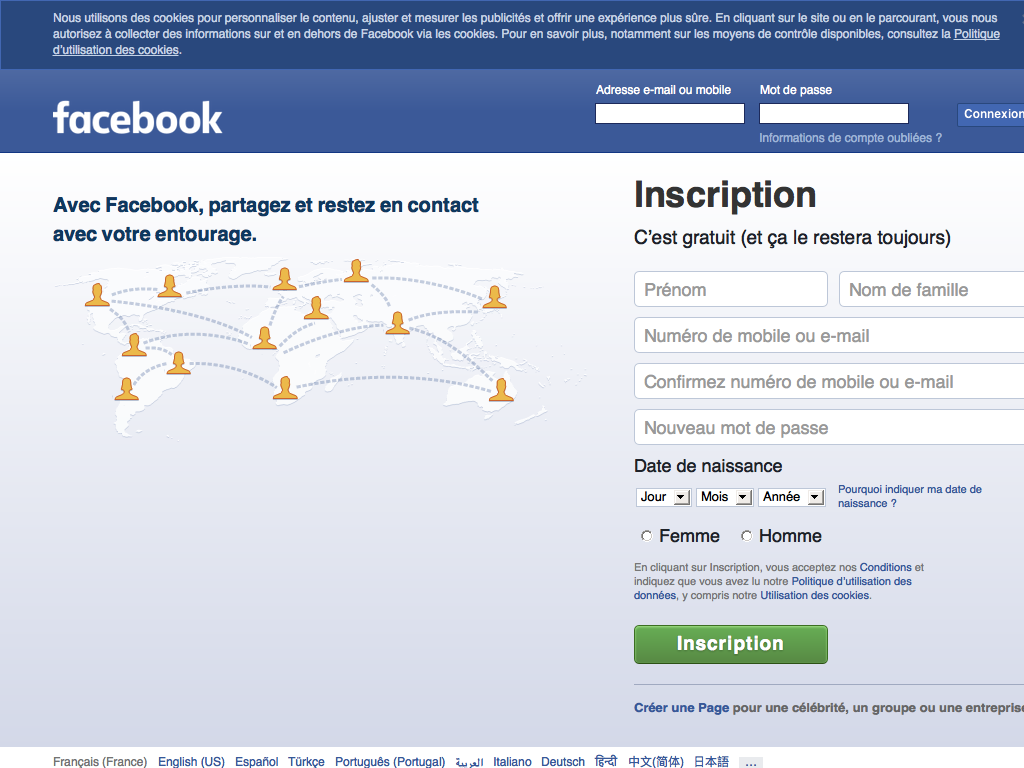 Nous utilisons des cookies pour personnaliser le contenu, ajuster et mesurer les publicités et offrir une expérience plus sûre. En cliquant sur le site ou en le parcourant, vous nous
autorisez à collecter des informations sur et en dehors de Facebook via les cookies. Pour en savoir plus, notamment sur les moyens de contrôle disponibles, consultez la Politique
d'utilisation des cookies.
Adresse e-mail ou mobile
Mot de passe
facebook
Connexion
Informations de compte oubliées ?
Avec Facebook, partagez et restez en contact
avec votre entourage.
Inscription
C'est gratuit (et ça le restera toujours)
Prénom
Nom de famille
Numéro de mobile ou e-mail
Confirmez numéro de mobile ou e-mail
Nouveau mot de passe
Date de naissance
Jour Mois Année
Pourquoi indiquer ma date de
naissance ?
Femme Homme
En cliquant sur Inscription, vous acceptez nos Conditions et
indiquez que vous avez lu notre Politique d'utilisation des
données, y compris notre Utilisation des cookies.
Inscription
Créer une Page pour une célébrité, un groupe ou une entreprise
Français (France) English (US) Español Türkçe Português (Portugal) العربية Italiano Deutsch हिन्दी 中文(简体) 日本語 ...